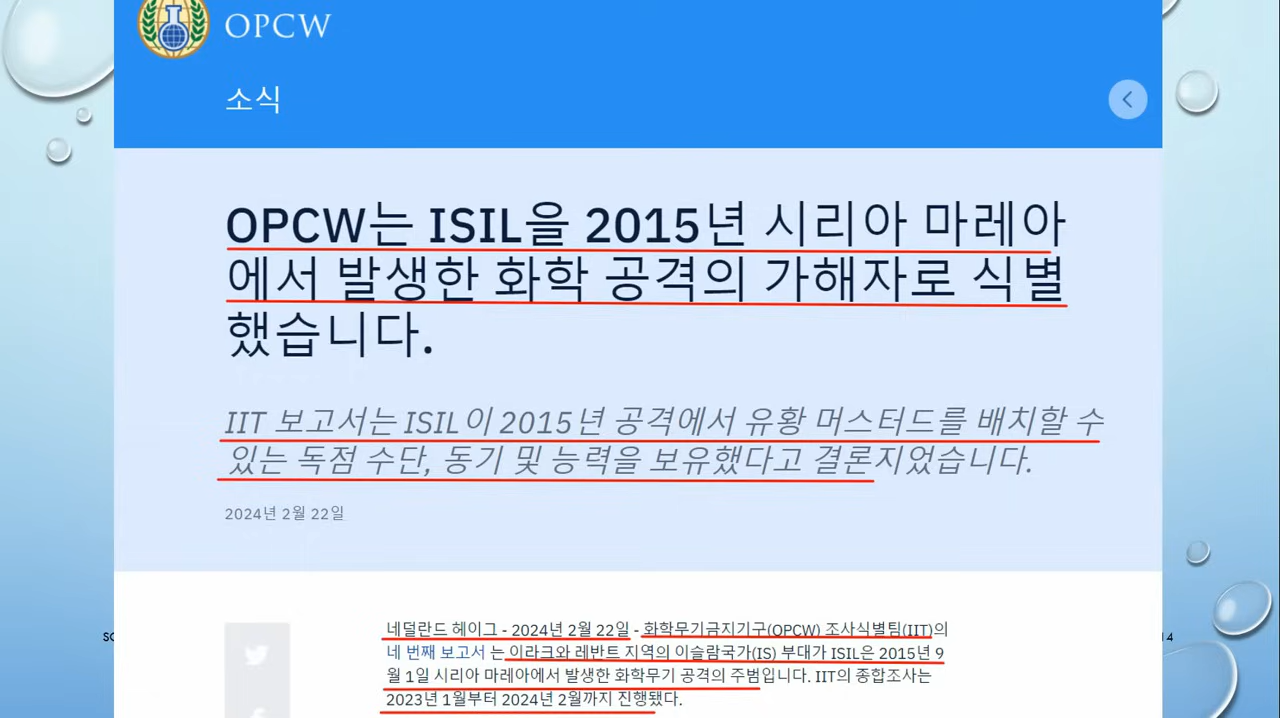 OPCW
소식
OPCW는 ISIL을 2015년 시리아 마레아
에서 발생한 화학 공격의 가해자로 식별
했습니다.
IIT 보고서는 ISIL이 2015년 공격에서 유황 머스터드를 배치할 수
있는 독점 수단, 동기 및 능력을 보유했다고 결론지었습니다.
2024년 2월 22일
네덜란드 헤이그 - 2024년 2월 22일 - 화학무기금지기구(OPCW) 조사식별팀(IIT)의
네 번째 보고서 는 이라크와 레반트 지역의 이슬람국가(IS) 부대가 ISIL은 2015년 9
월 1일 시리아 마레아에서 발생한 화학무기 공격의 주범입니다. IIT의 종합조사는
2023년 1월부터 2024년 2월까지 진행됐다.